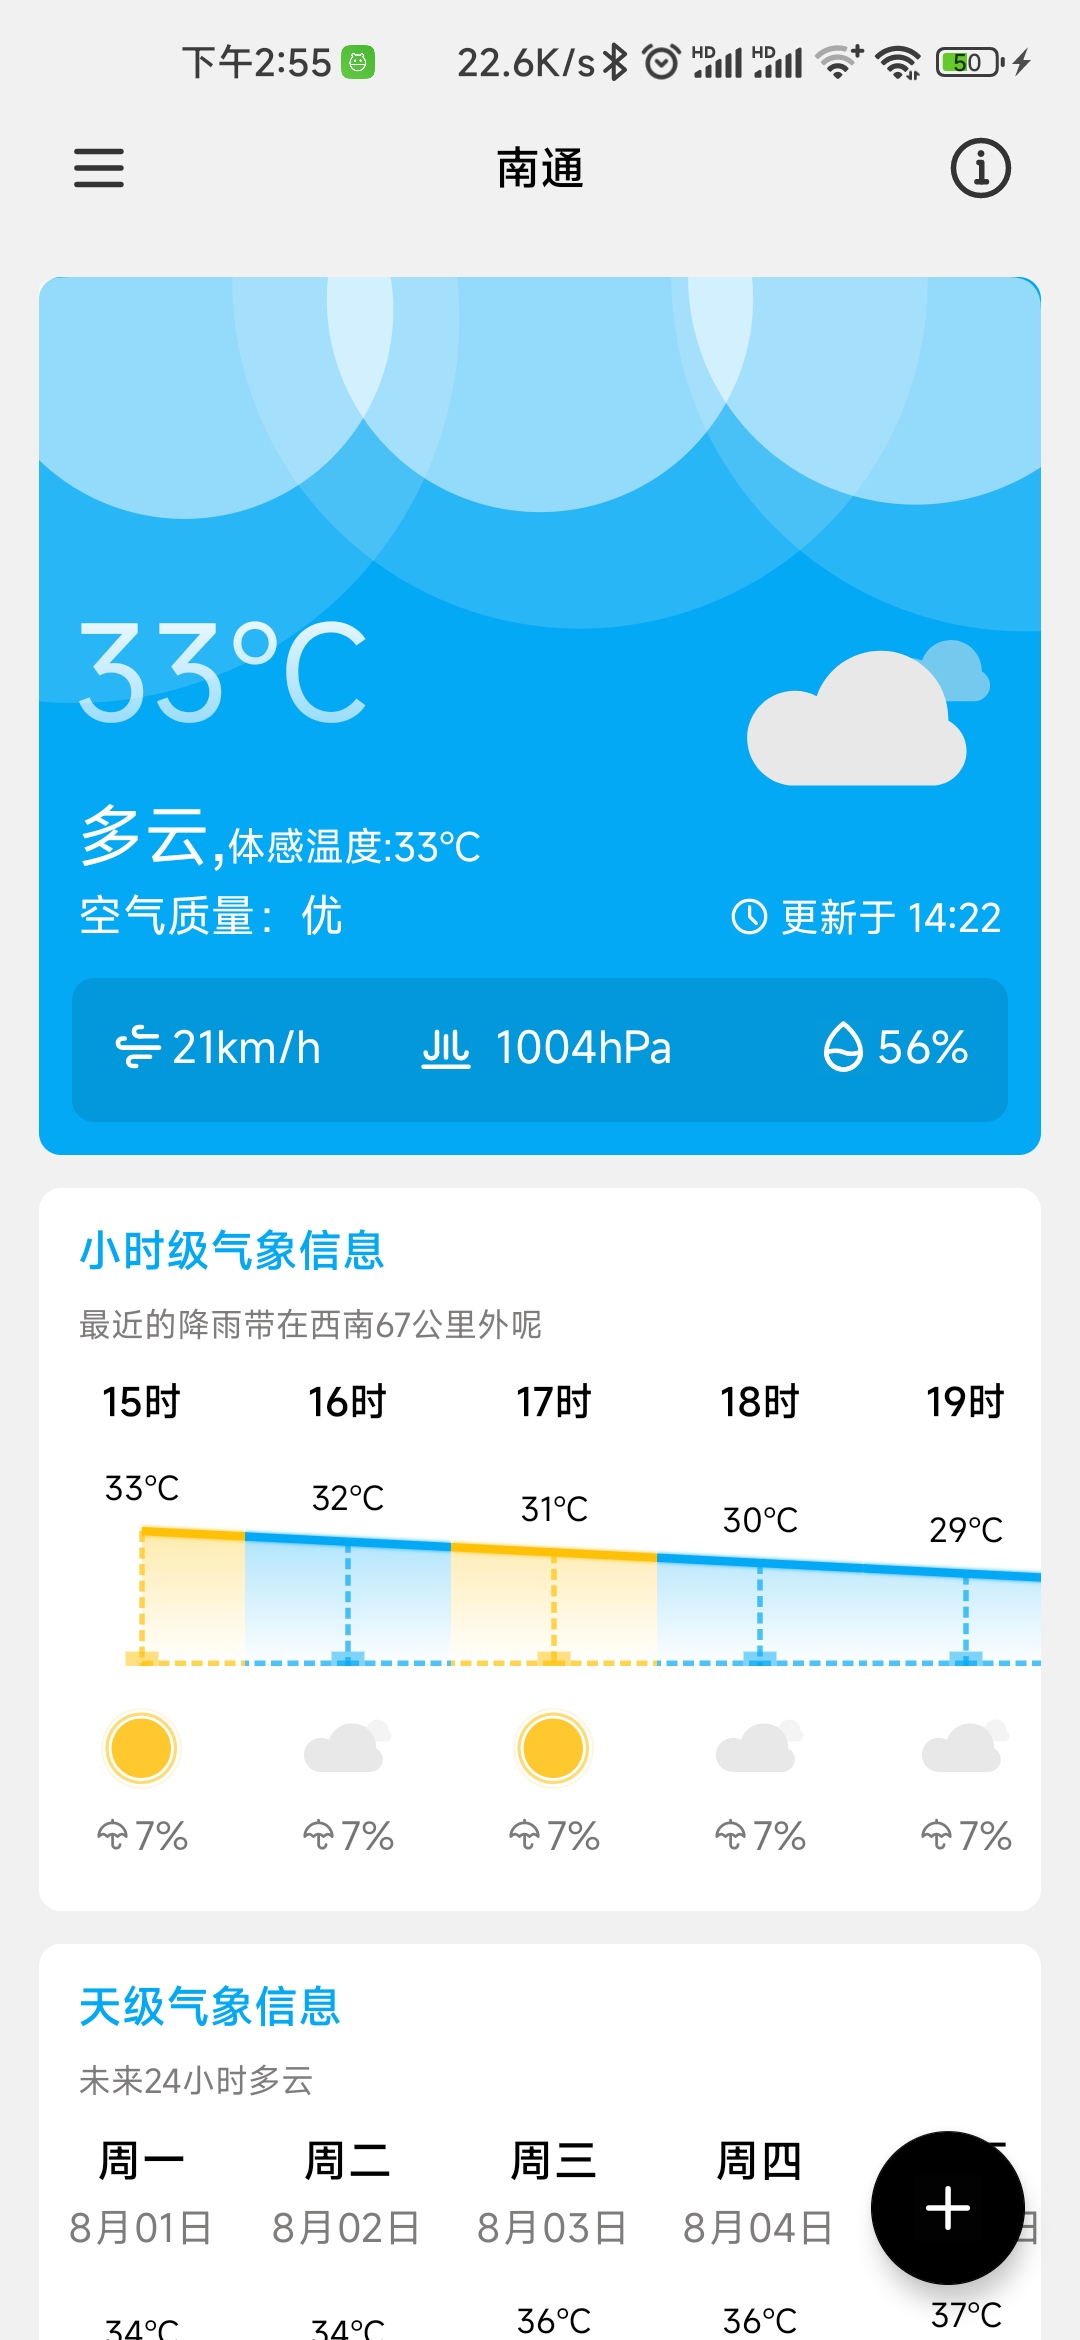 下午2:55 22.6K/s HD HD 50
南通
33°C
多云,体感温度:33°C
空气质量：优 更新于 14:22
21km/h 1004hPa 56%
小时级气象信息
最近的降雨带在西南67公里外呢
15时 16时 17时 18时 19时
33°C 32°C 31°C 30°C 29°C
7% 7% 7% 7% 7%
天级气象信息
未来24小时多云
周一 周二 周三 周四
8月01日 8月02日 8月03日 8月04日 日
34°C 34°C 36°C 36°C 37°C